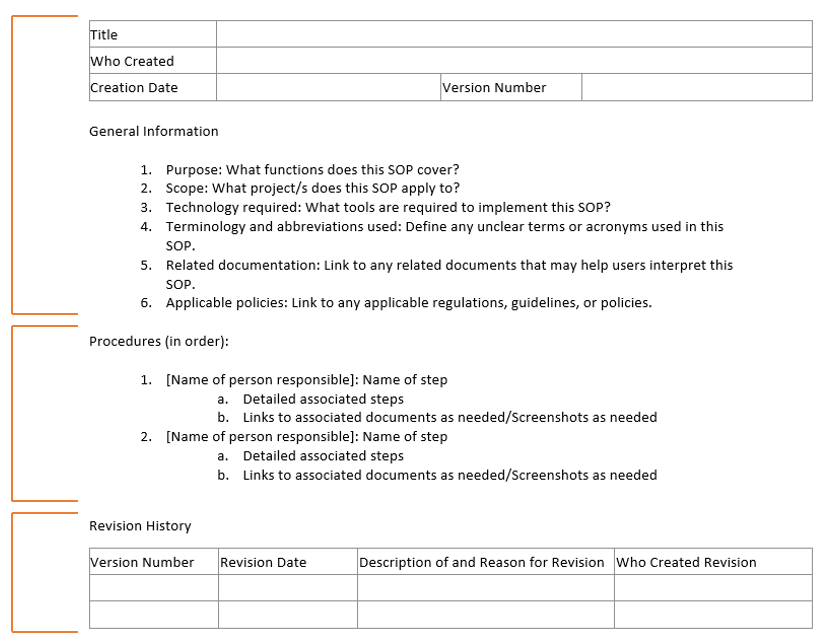 Title
Who Created
Creation Date Version Number
General Information
1. Purpose: What functions does this SOP cover?
2. Scope: What project/s does this SOP apply to?
3. Technology required: What tools are required to implement this SOP?
4. Terminology and abbreviations used: Define any unclear terms or acronyms used in this
SOP.
5. Related documentation: Link to any related documents that may help users interpret this
SOP.
6. Applicable policies: Link to any applicable regulations, guidelines, or policies.
Procedures (in order):
1. [Name of person responsible]: Name of step
a. Detailed associated steps
b. Links to associated documents as needed/Screenshots as needed
2. [Name of person responsible]: Name of step
a. Detailed associated steps
b. Links to associated documents as needed/Screenshots as needed
Revision History
Version Number Revision Date Description of and Reason for Revision Who Created Revision